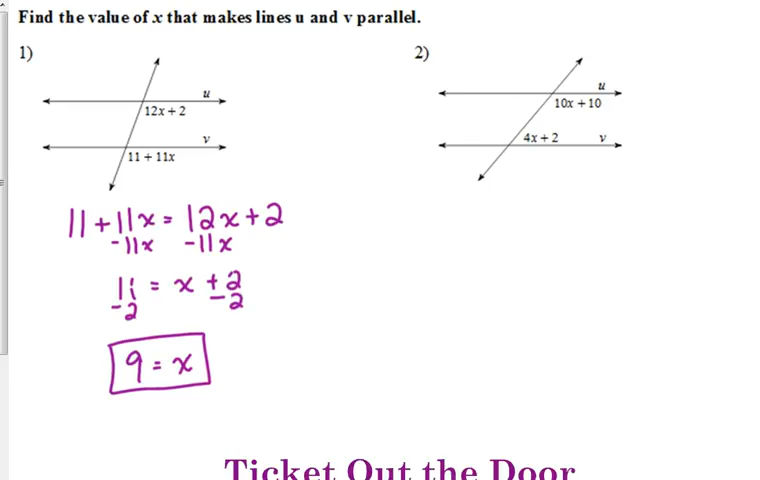 Find the value of x that makes lines u and v parallel.
1)
u
12x + 2
v
11 + 11x
11 + 11x = 12x + 2
-11x -11x
11 = x + 2
-2 -2
9 = x
2)
u
10x + 10
4x + 2
v
Ticket Out the Door